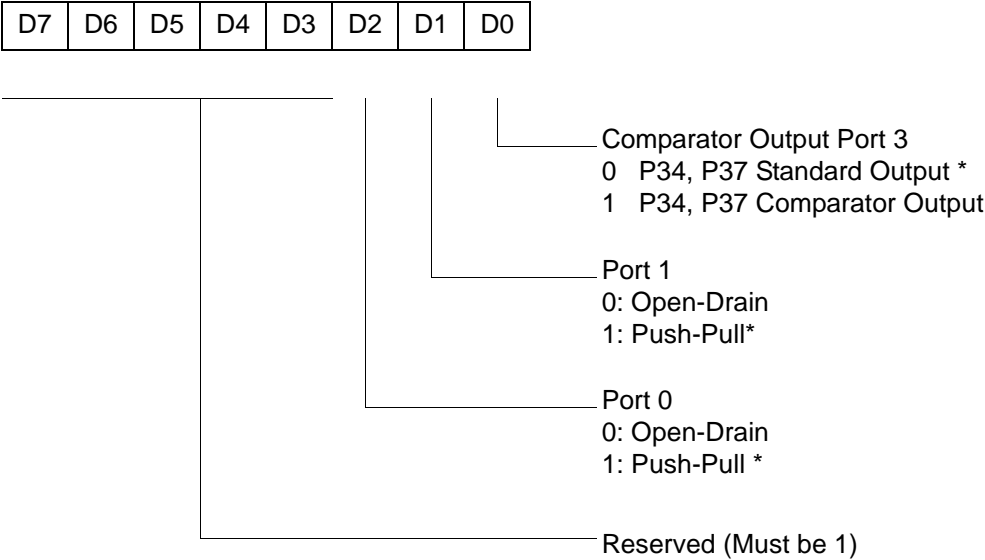 D7 D6 D5 D4 D3 D2 D1 D0
Comparator Output Port 3
0 P34, P37 Standard Output *
1 P34, P37 Comparator Output
Port 1
0: Open-Drain
1: Push-Pull*
Port 0
0: Open-Drain
1: Push-Pull *
Reserved (Must be 1)